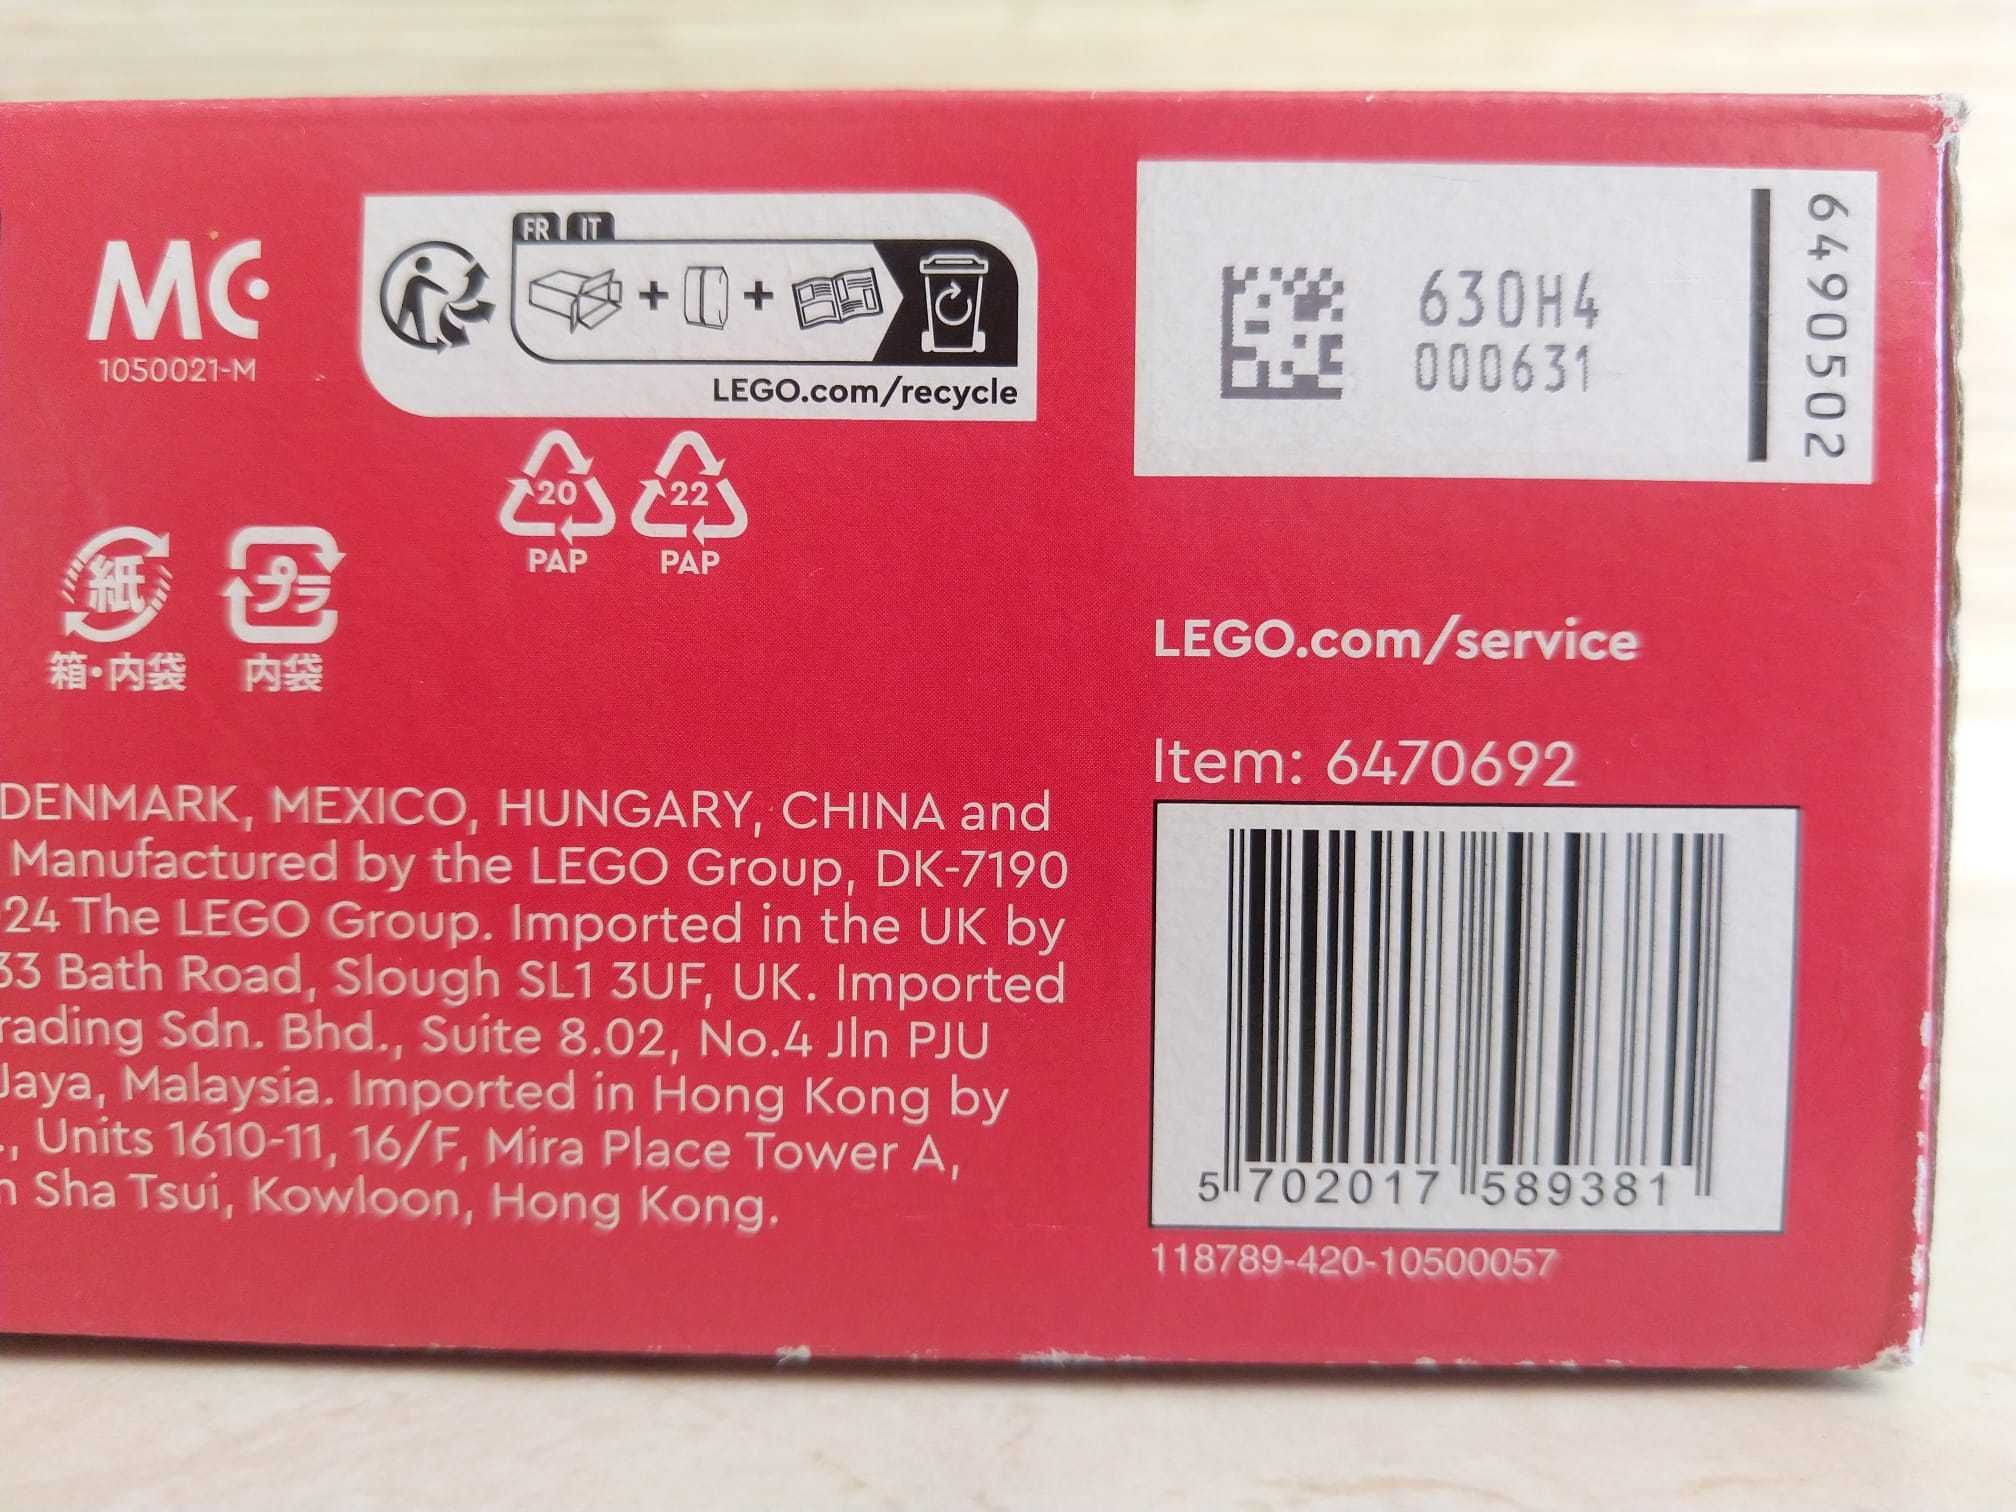 MC
1050021-M
FR IT
LEGO.com/recycle
20 PAP
22 PAP
紙
箱・内袋
プラ
内袋
630H4
000631
6490502
LEGO.com/service
Item: 6470692
DENMARK, MEXICO, HUNGARY, CHINA and
Manufactured by the LEGO Group, DK-7190
24 The LEGO Group. Imported in the UK by
33 Bath Road, Slough SL1 3UF, UK. Imported
rading Sdn. Bhd., Suite 8.02, No.4 Jln PJU
Jaya, Malaysia. Imported in Hong Kong by
., Units 1610-11, 16/F, Mira Place Tower A,
Sha Tsui, Kowloon, Hong Kong.
5 702017 589381
118789-420-10500057